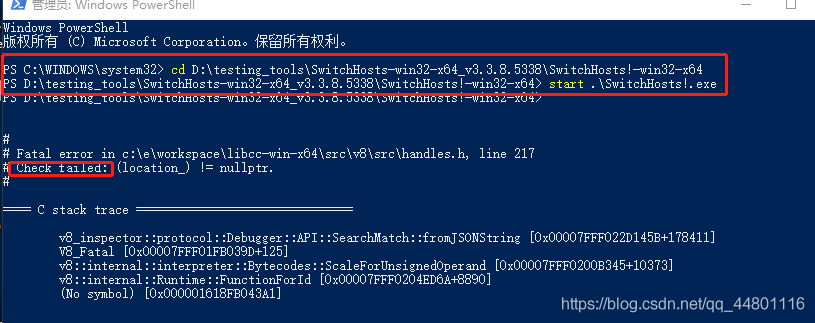 管理员: Windows PowerShell
Windows PowerShell
版权所有 (C) Microsoft Corporation。保留所有权利。
PS C:\WINDOWS\system32> cd D:\testing_tools\SwitchHosts-win32-x64_v3.3.8.5338\SwitchHosts!-win32-x64
PS D:\testing_tools\SwitchHosts-win32-x64_v3.3.8.5338\SwitchHosts!-win32-x64> start .\SwitchHosts!.exe
PS D:\testing_tools\SwitchHosts-win32-x64_v3.3.8.5338\SwitchHosts!-win32-x64>
#
# Fatal error in c:\e\workspace\libcc-win-x64\src\v8\src\handles.h, line 217
# Check failed: (location_) != nullptr.
#
==== C stack trace ===============================
v8_inspector::protocol::Debugger::API::SearchMatch::fromJSONString [0x00007FFF022D145B+178411]
V8_Fatal [0x00007FFF01FB039D+125]
v8::internal::interpreter::Bytecodes::ScaleForUnsignedOperand [0x00007FFF0200B345+10373]
v8::internal::Runtime::FunctionForId [0x00007FFF0204ED6A+8890]
(No symbol) [0x000001618FB043A1]
https://blog.csdn.net/qq_44801116